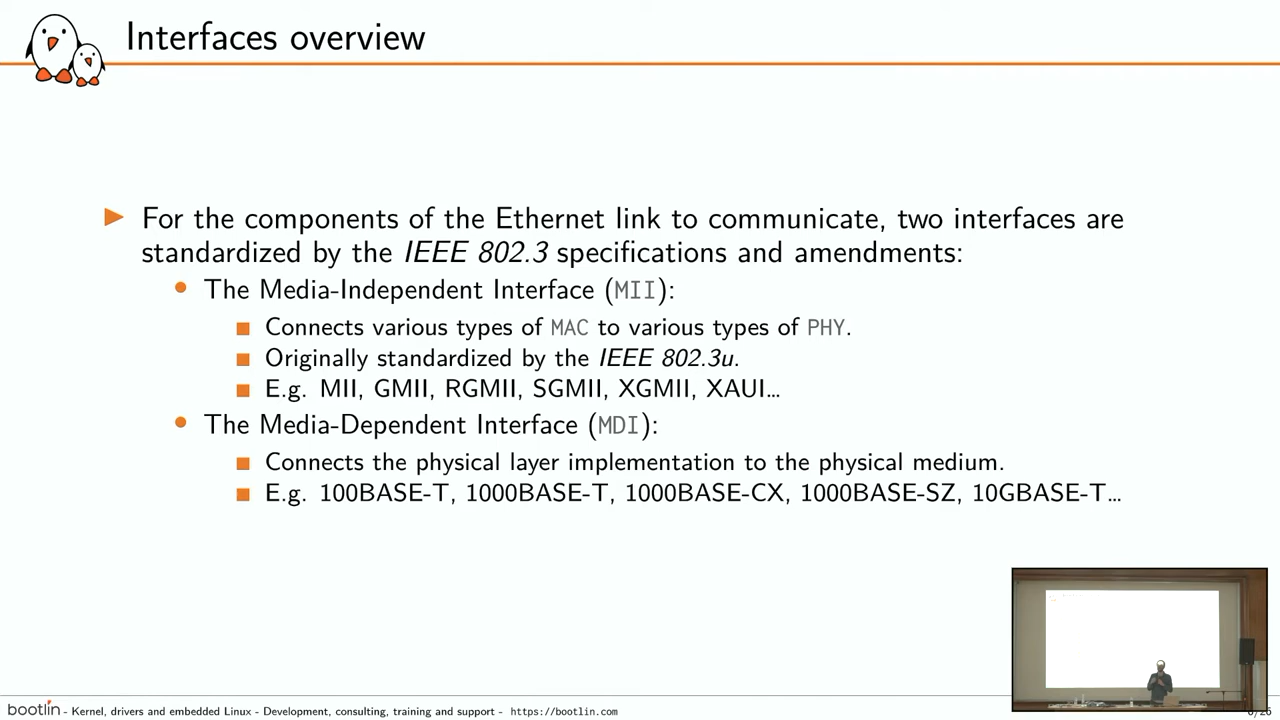 Interfaces overview
For the components of the Ethernet link to communicate, two interfaces are
standardized by the IEEE 802.3 specifications and amendments:
The Media-Independent Interface (MII):
Connects various types of MAC to various types of PHY.
Originally standardized by the IEEE 802.3u.
E.g. MII, GMII, RGMII, SGMII, XGMII, XAUI…
The Media-Dependent Interface (MDI):
Connects the physical layer implementation to the physical medium.
E.g. 100BASE-T, 1000BASE-T, 1000BASE-CX, 1000BASE-SZ, 10GBASE-T…
bootlin - Kernel, drivers and embedded Linux - Development, consulting, training and support - https://bootlin.com